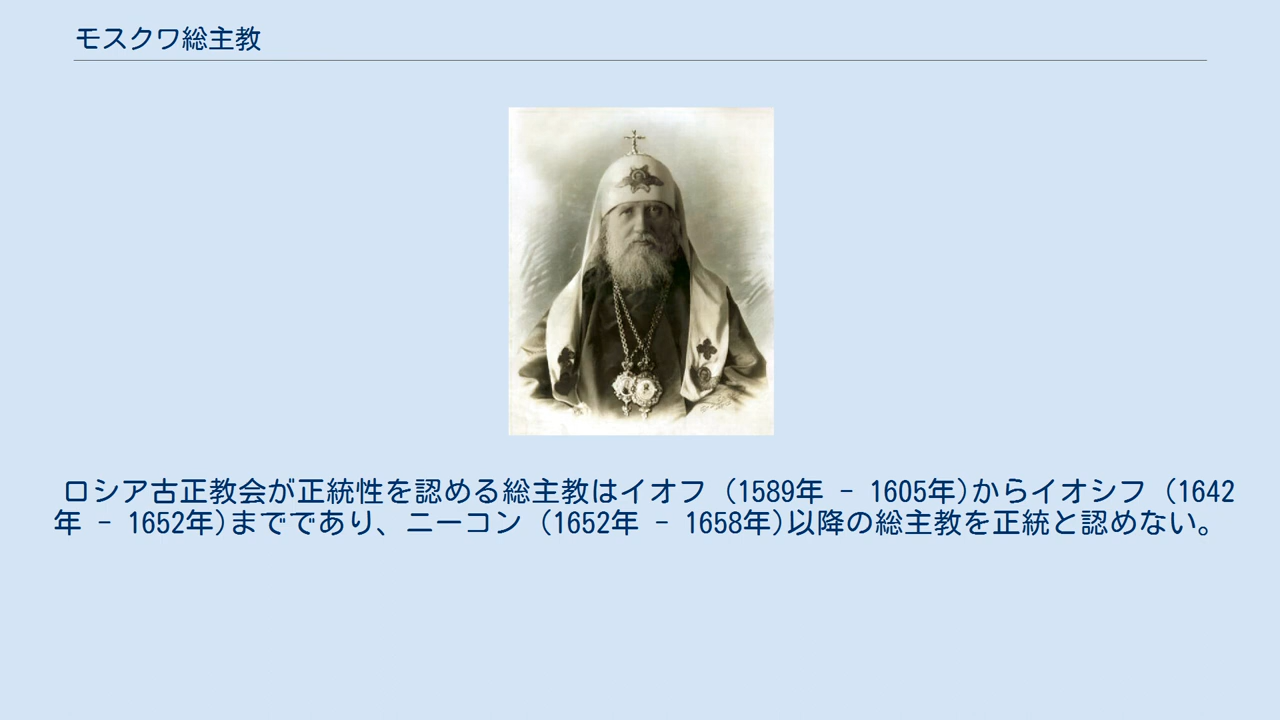 モスクワ総主教
ロシア古正教会が正統性を認める総主教はイオフ (1589年 - 1605年)からイオシフ (1642
年 - 1652年)までであり、ニーコン (1652年 - 1658年)以降の総主教を正統と認めない。